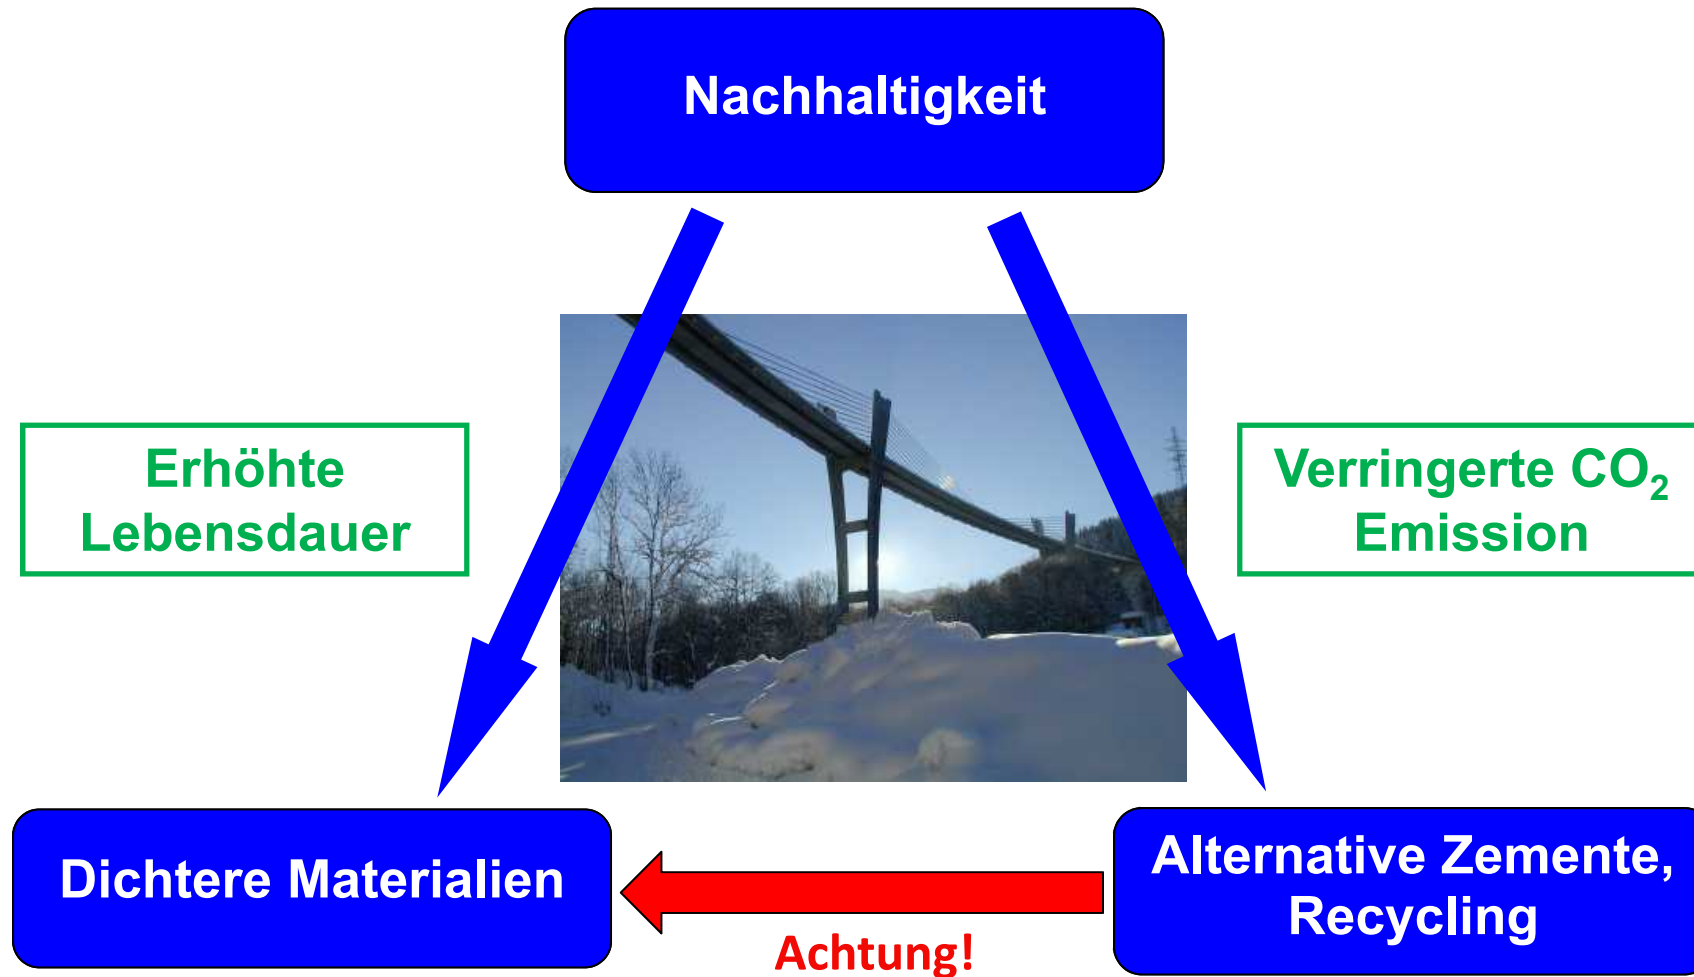 Nachhaltigkeit
Erhöhte
Lebensdauer
Verringerte CO₂
Emission
Dichtere Materialien
Alternative Zemente,
Recycling
Achtung!